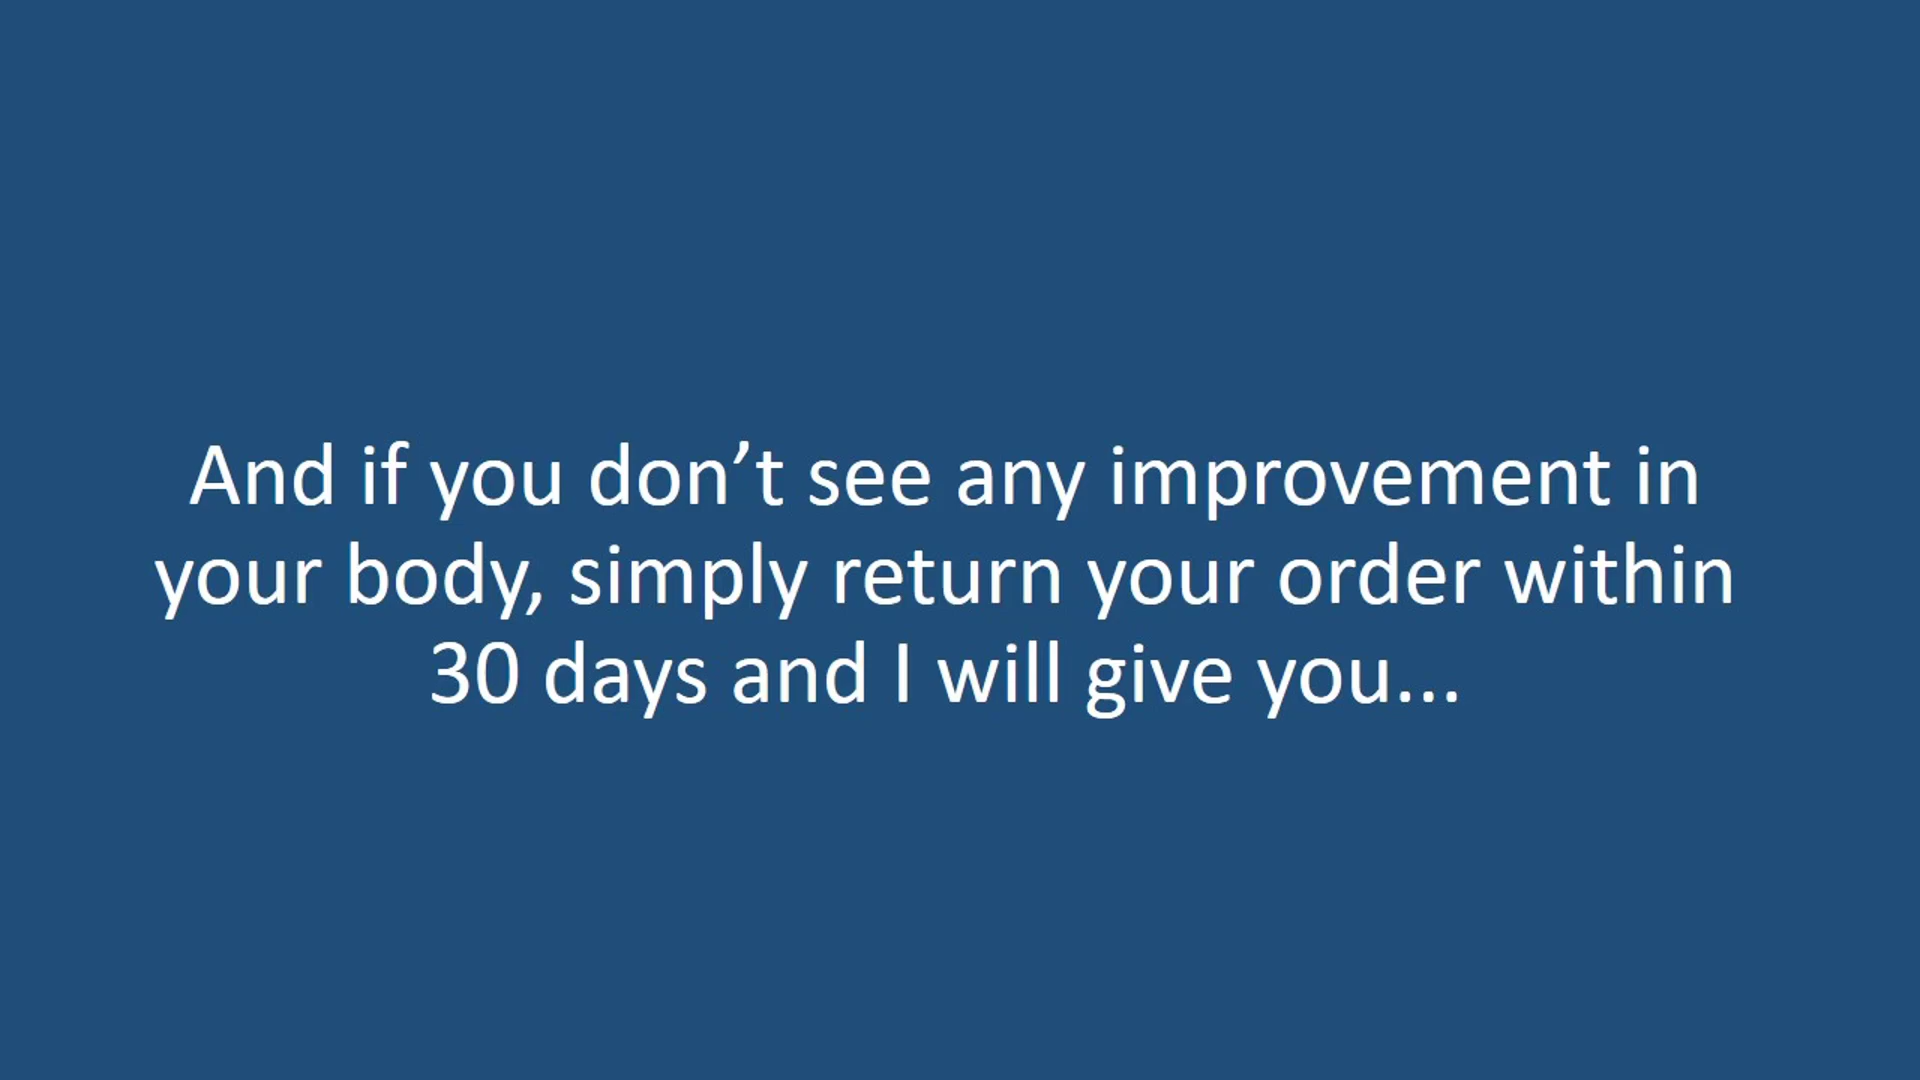 And if you don’t see any improvement in
your body, simply return your order within
30 days and I will give you...